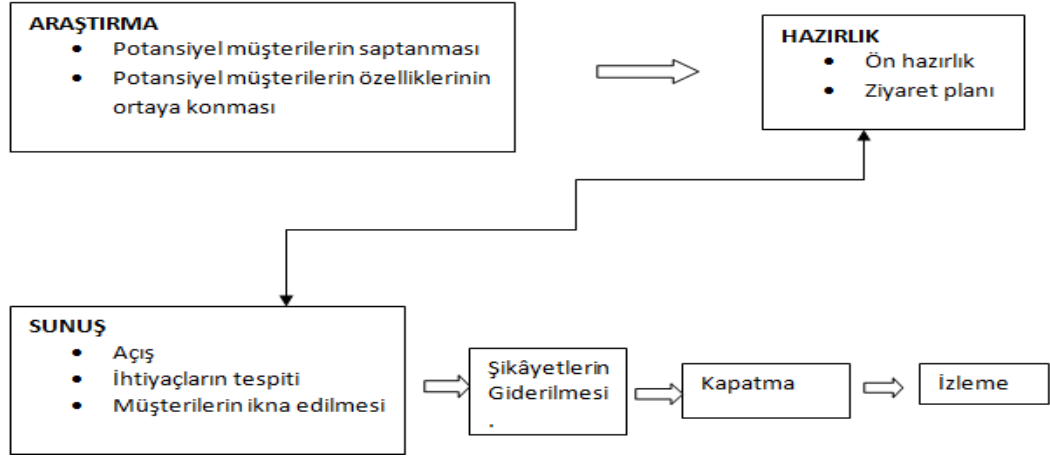 ARAŞTIRMA
• Potansiyel müşterilerin saptanması
• Potansiyel müşterilerin özelliklerinin
ortaya konması
HAZIRLIK
• Ön hazırlık
• Ziyaret planı
SUNUŞ
• Açış
• İhtiyaçların tespiti
• Müşterilerin ikna edilmesi
Şikâyetlerin
Giderilmesi
.
Kapatma
İzleme